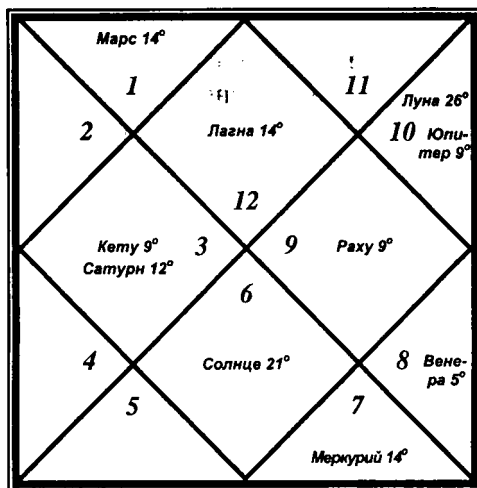 Марс 14°
1
11
Луна 26°
2
Лагна 14°
10 Юпи-
тер 9°
12
Кету 9°
Сатурн 12°
3
9
Раху 9°
6
4
Солнце 21°
8 Вене-
ра 5°
5
7
Меркурий 14°